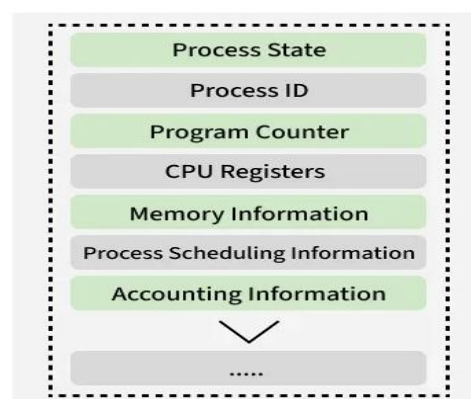 Process State
Process ID
Program Counter
CPU Registers
Memory Information
Process Scheduling Information
Accounting Information
.....